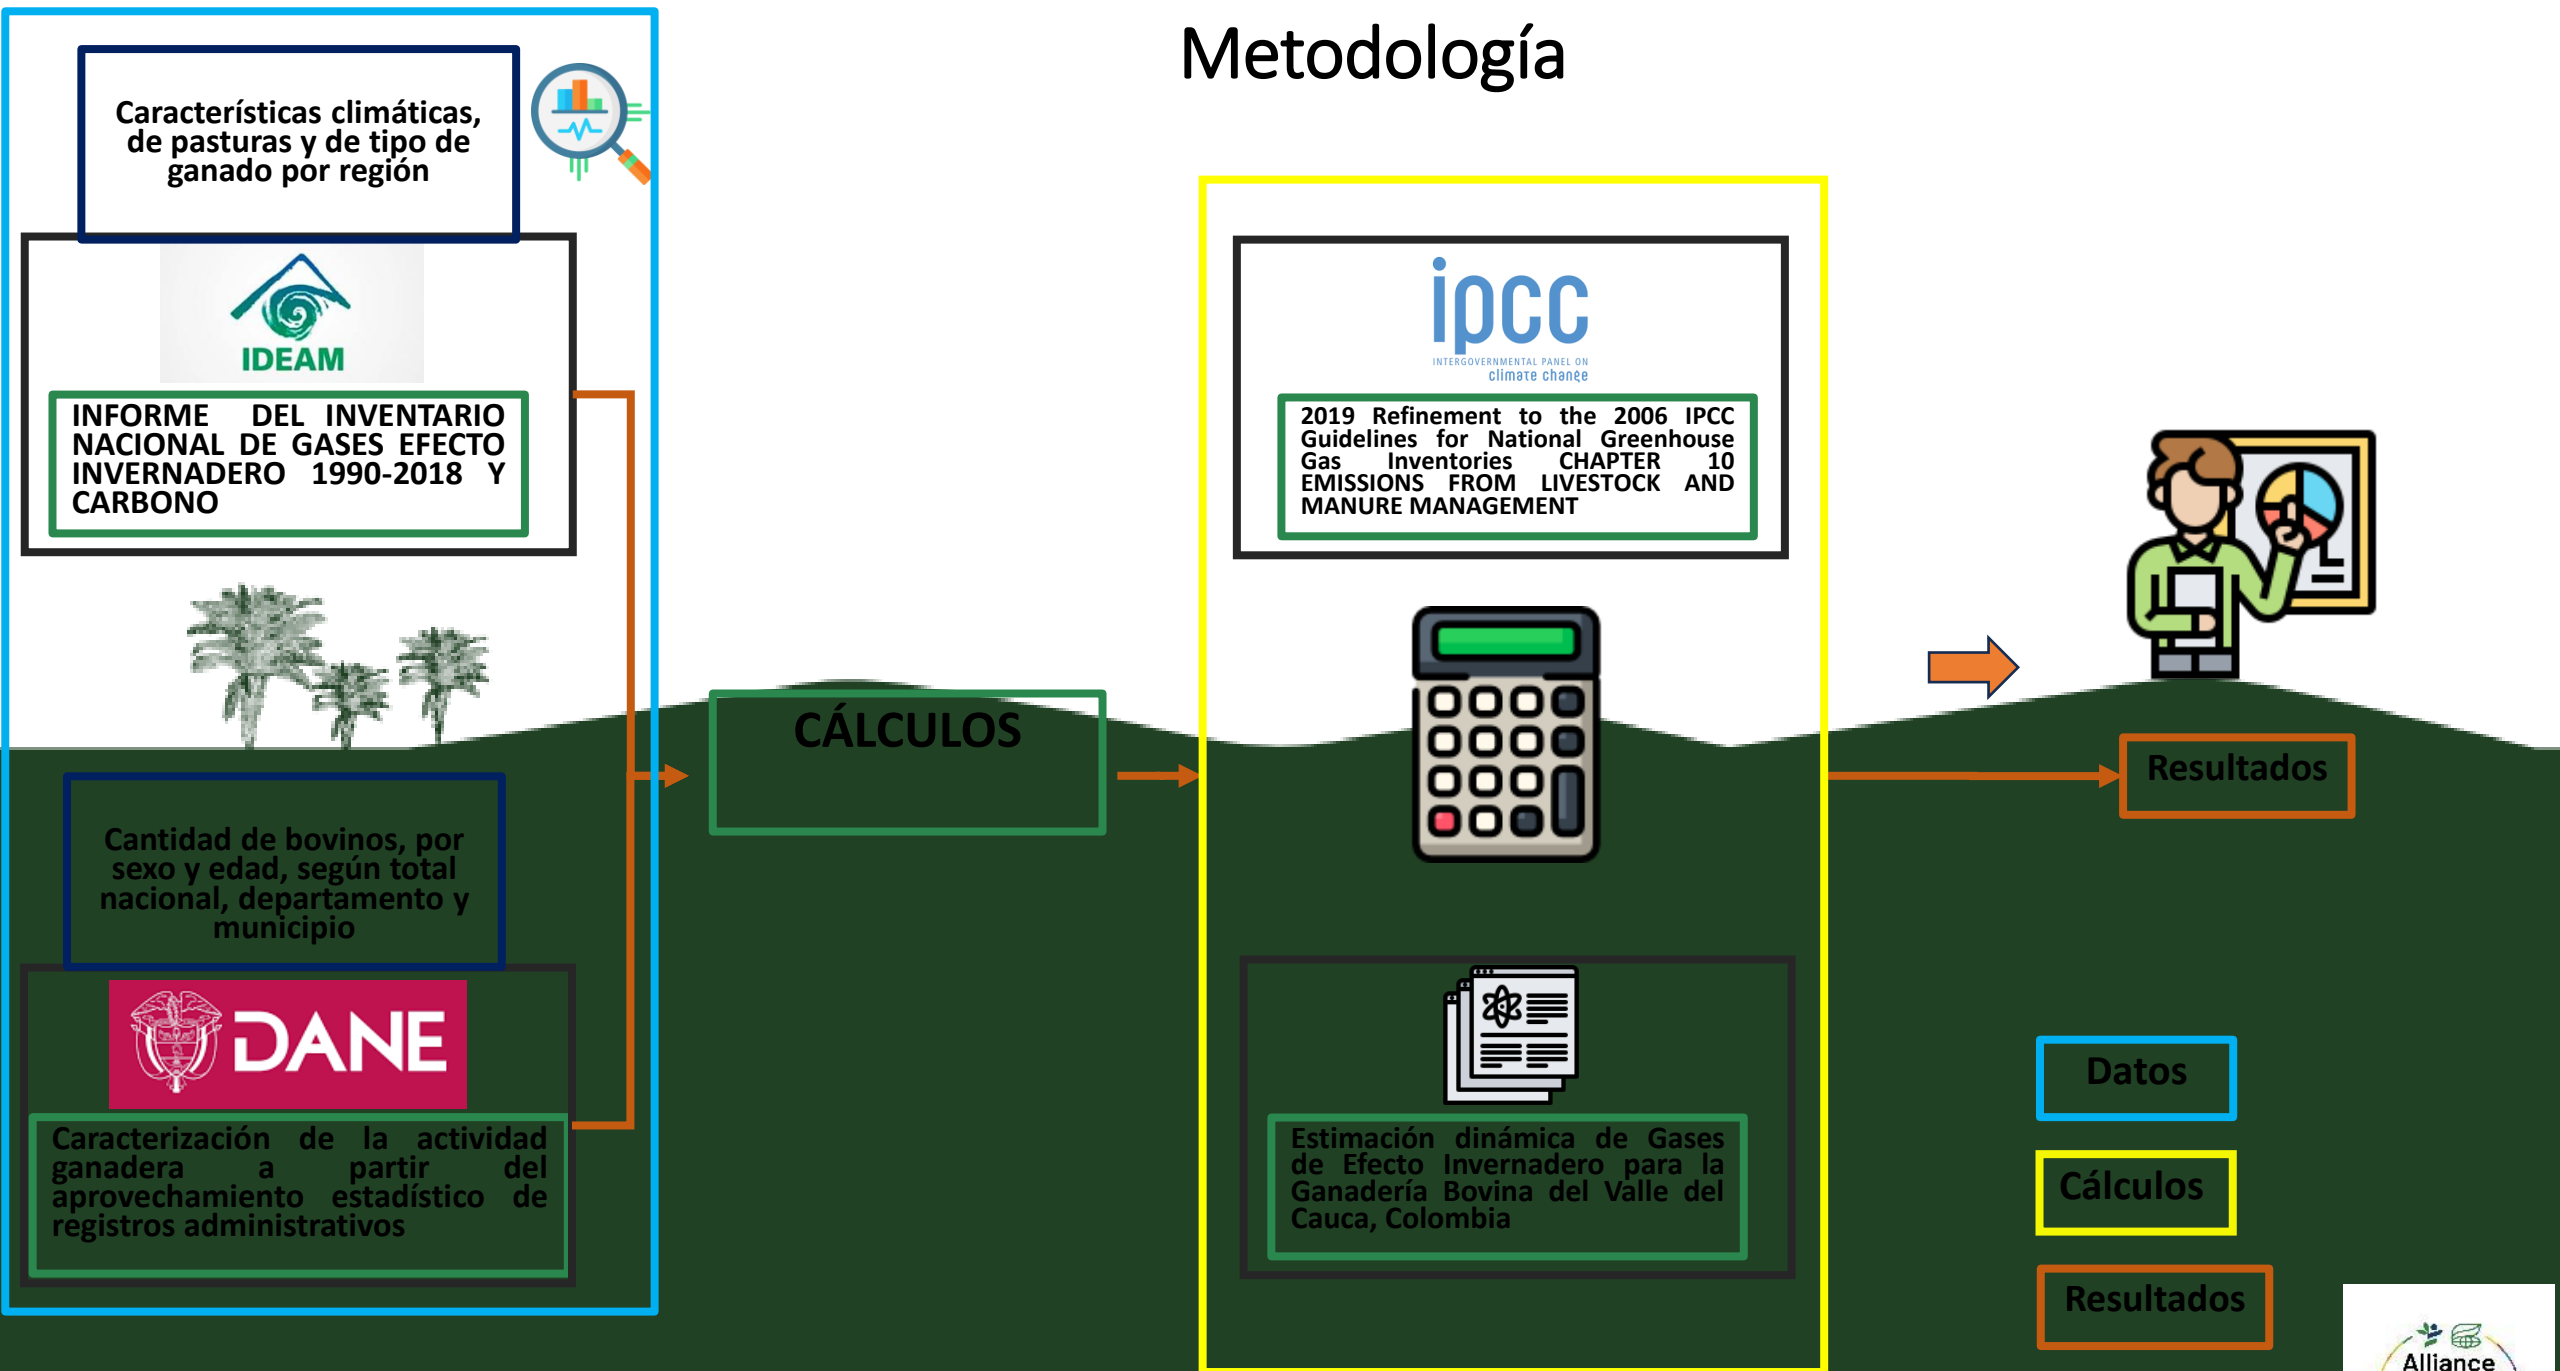 Metodología
Características climáticas,
de pasturas y de tipo de
ganado por región
IDEAM
INFORME DEL INVENTARIO
NACIONAL DE GASES EFECTO
INVERNADERO 1990-2018 Y
CARBONO
Cantidad de bovinos, por
sexo y edad, según total
nacional, departamento y
municipio
DANE
Caracterización de la actividad
ganadera a partir del
aprovechamiento estadístico de
registros administrativos
CÁLCULOS
ipcc
INTERGOVERNMENTAL PANEL ON
climate change
2019 Refinement to the 2006 IPCC
Guidelines for National Greenhouse
Gas Inventories CHAPTER 10
EMISSIONS FROM LIVESTOCK AND
MANURE MANAGEMENT
Estimación dinámica de Gases
de Efecto Invernadero para la
Ganadería Bovina del Valle del
Cauca, Colombia
Resultados
Datos
Cálculos
Resultados
Alliance